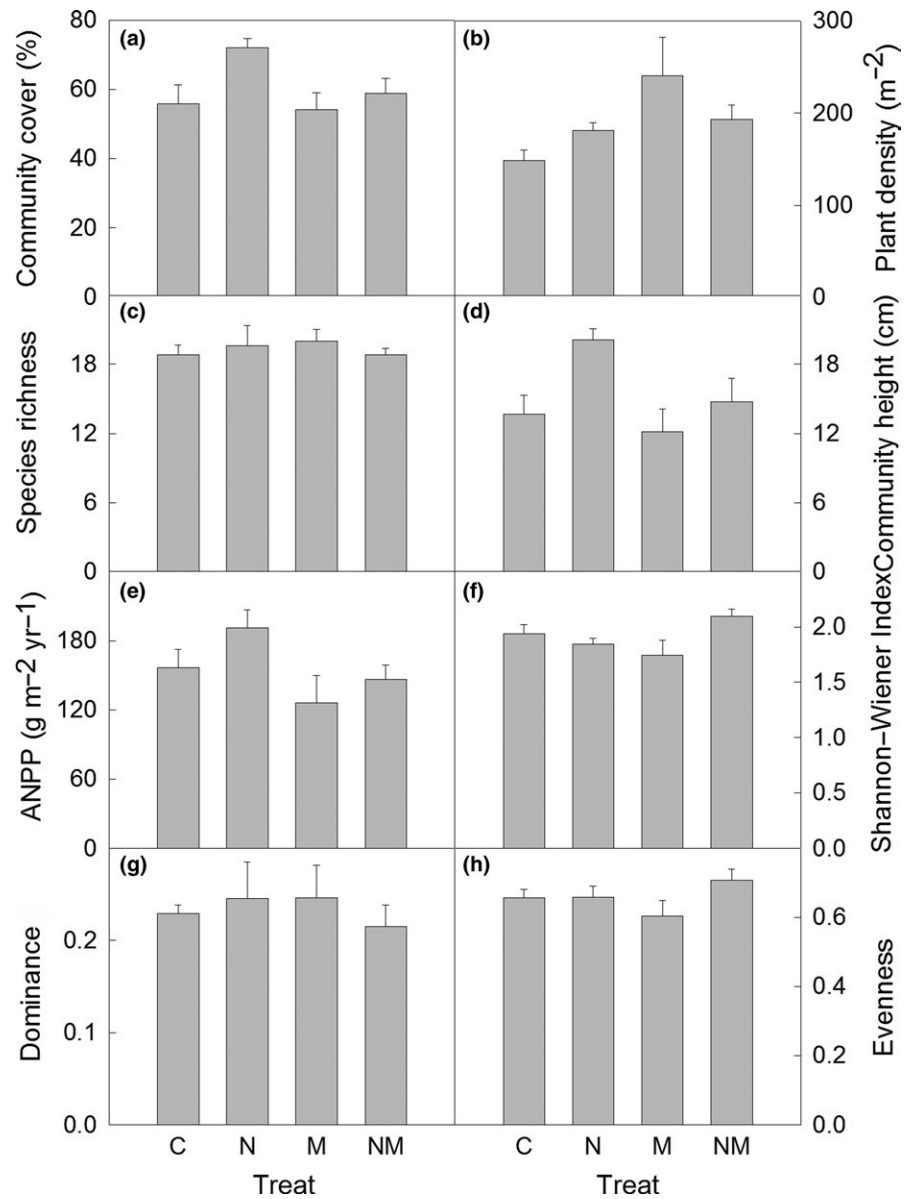 (a)
Community cover (%)
80
60
40
20
0
(b)
300
200
100
0
Plant density (m−2)
(c)
Species richness
18
12
6
0
(d)
18
12
6
0
Community height (cm)
(e)
ANPP (g m−2 yr−1)
180
120
60
0
(f)
2.0
1.5
1.0
0.5
0.0
Shannon−Wiener Index
(g)
Dominance
0.2
0.1
0.0
(h)
0.6
0.4
0.2
0.0
Evenness
C N M NM
Treat
C N M NM
Treat